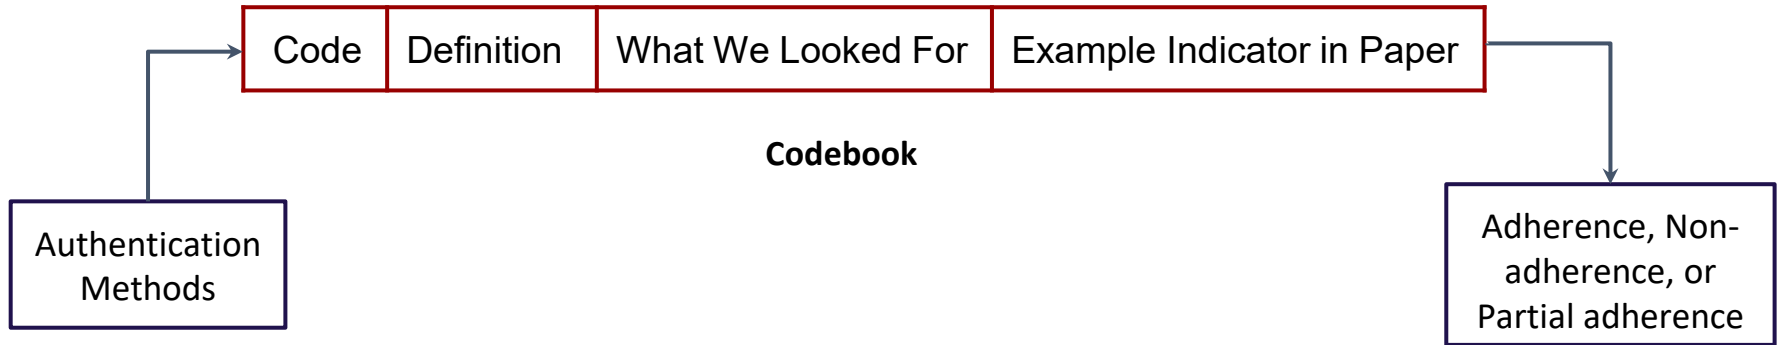 Code Definition What We Looked For Example Indicator in Paper
Codebook
Authentication
Methods
Adherence, Non-
adherence, or
Partial adherence